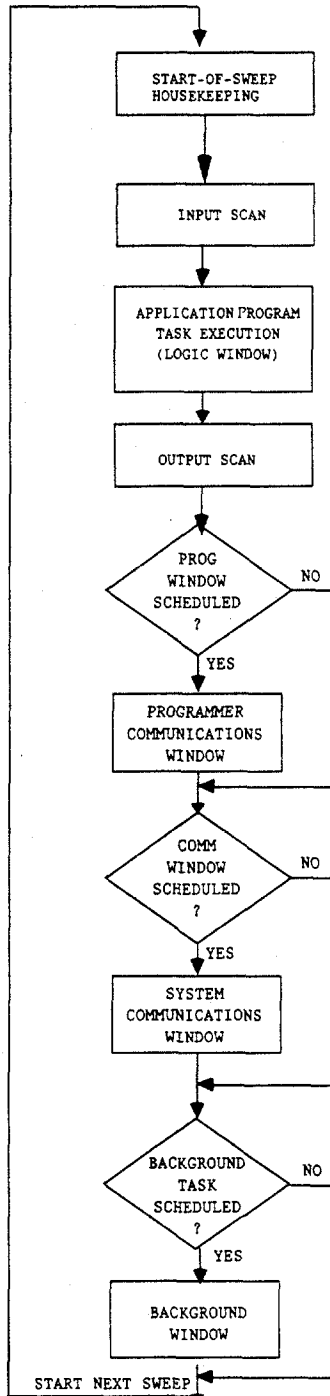 START-OF-SWEEP
HOUSEKEEPING
INPUT SCAN
APPLICATION PROGRAM
TASK EXECUTION
(LOGIC WINDOW)
OUTPUT SCAN
PROG
WINDOW
SCHEDULED
?
NO
YES
PROGRAMMER
COMMUNICATIONS
WINDOW
COMM
WINDOW
SCHEDULED
?
NO
YES
SYSTEM
COMMUNICATIONS
WINDOW
BACKGROUND
TASK
SCHEDULED
?
NO
YES
BACKGROUND
WINDOW
START NEXT SWEEP